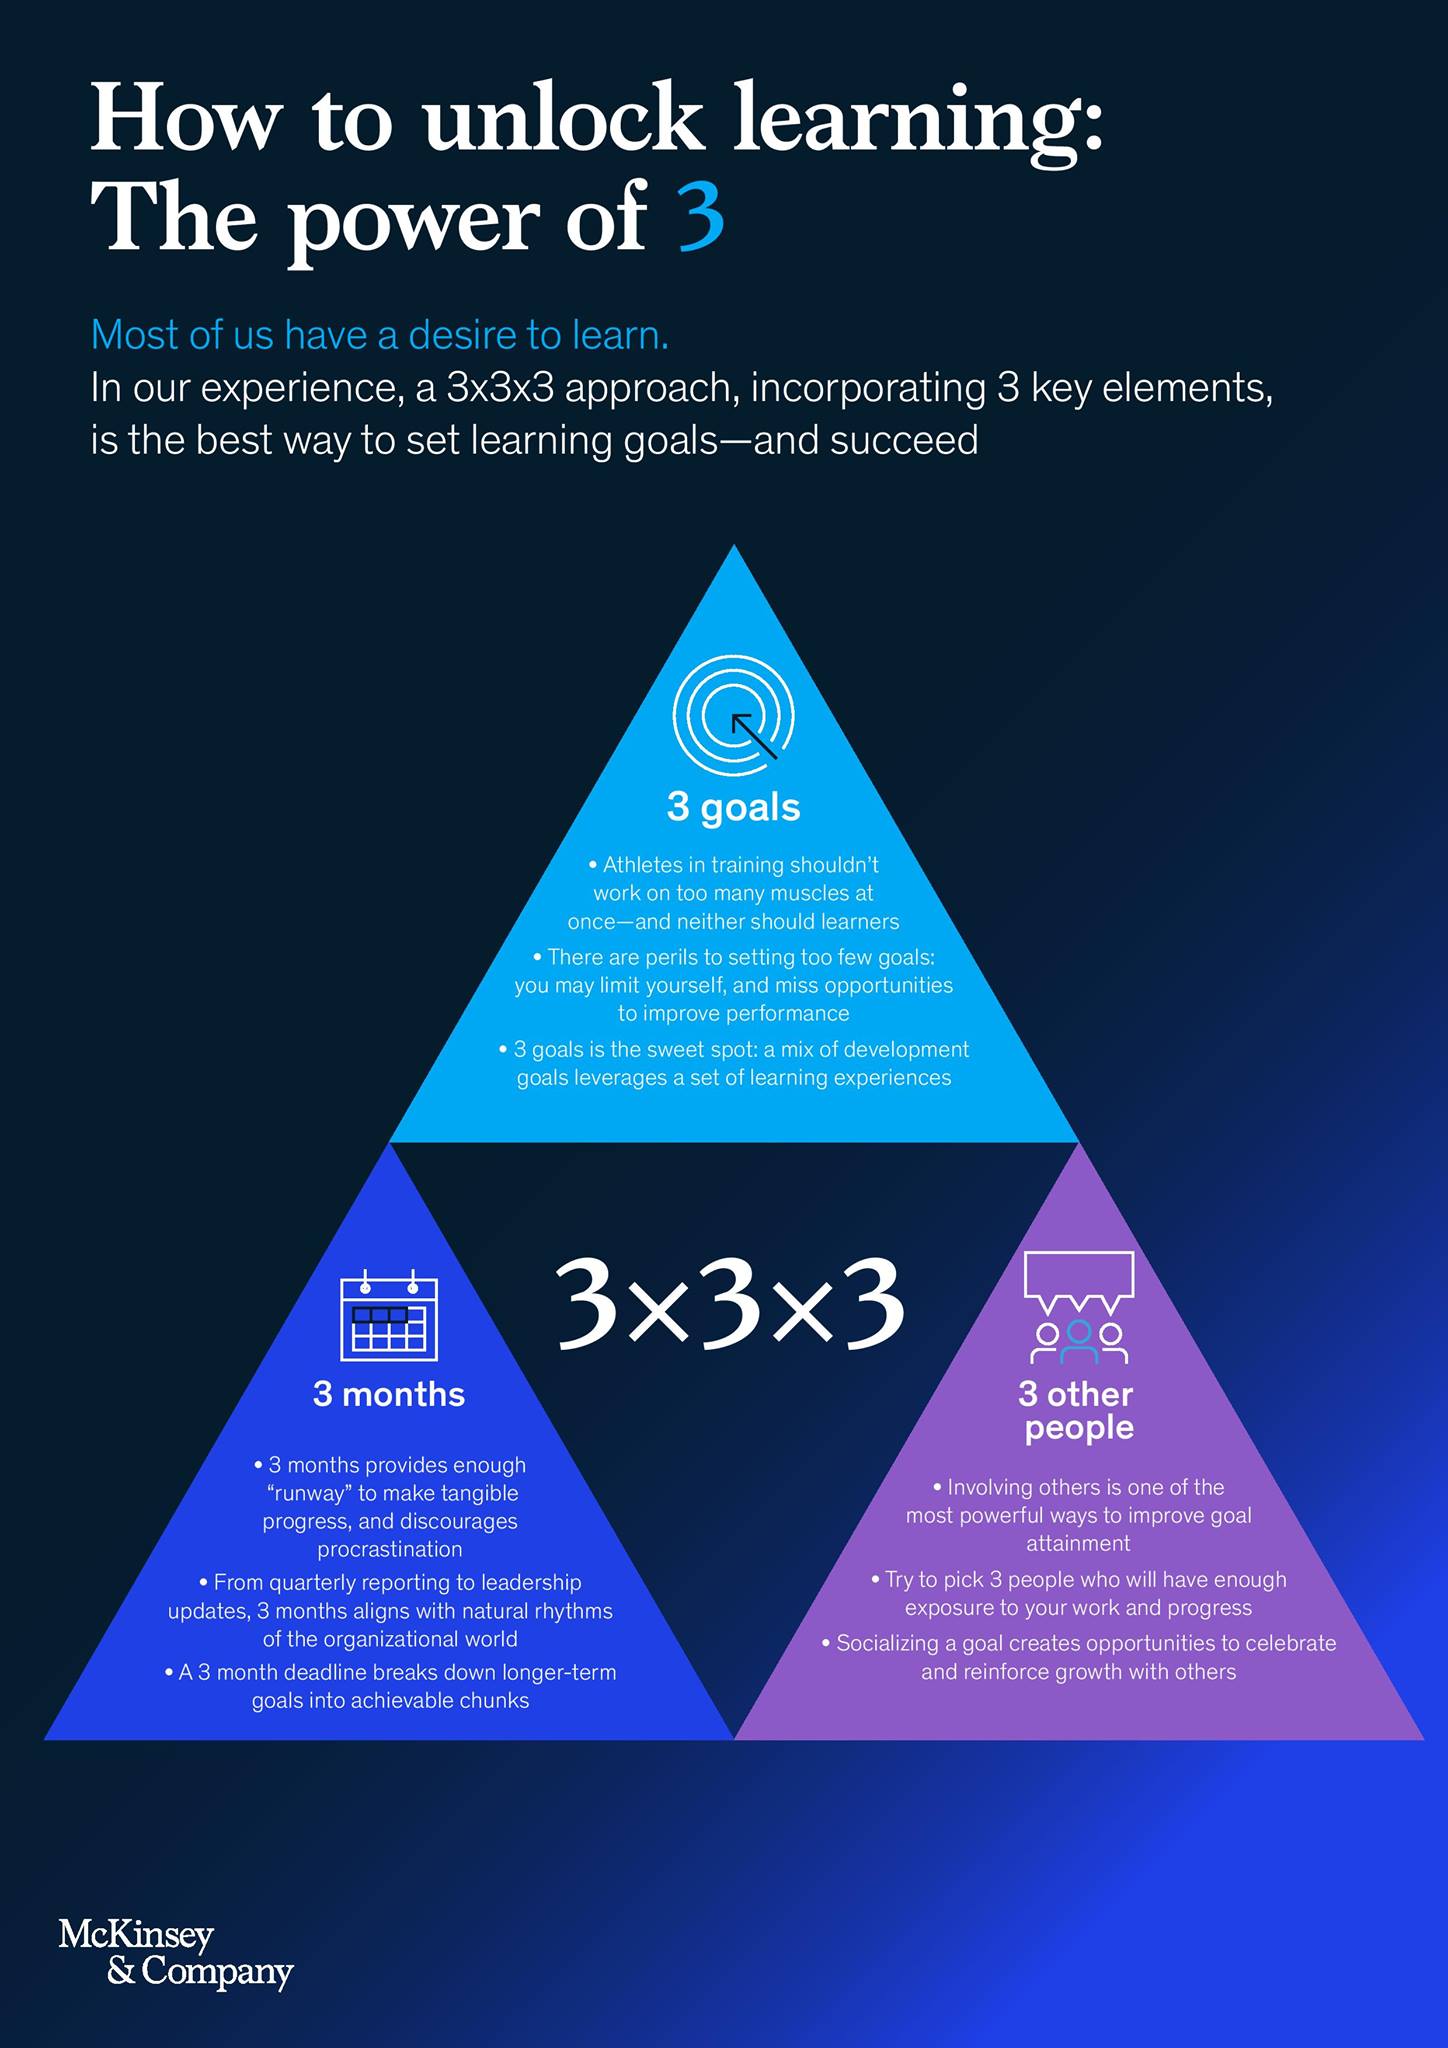 How to unlock learning:
The power of 3
Most of us have a desire to learn.
In our experience, a 3x3x3 approach, incorporating 3 key elements,
is the best way to set learning goals—and succeed
3 goals
• Athletes in training shouldn't
work on too many muscles at
once—and neither should learners
• There are perils to setting too few goals:
you may limit yourself, and miss opportunities
to improve performance
• 3 goals is the sweet spot: a mix of development
goals leverages a set of learning experiences
3×3×3
3 months
• 3 months provides enough
“runway” to make tangible
progress, and discourages
procrastination
• From quarterly reporting to leadership
updates, 3 months aligns with natural rhythms
of the organizational world
• A 3 month deadline breaks down longer-term
goals into achievable chunks
3 other
people
• Involving others is one of the
most powerful ways to improve goal
attainment
• Try to pick 3 people who will have enough
exposure to your work and progress
• Socializing a goal creates opportunities to celebrate
and reinforce growth with others
McKinsey
& Company